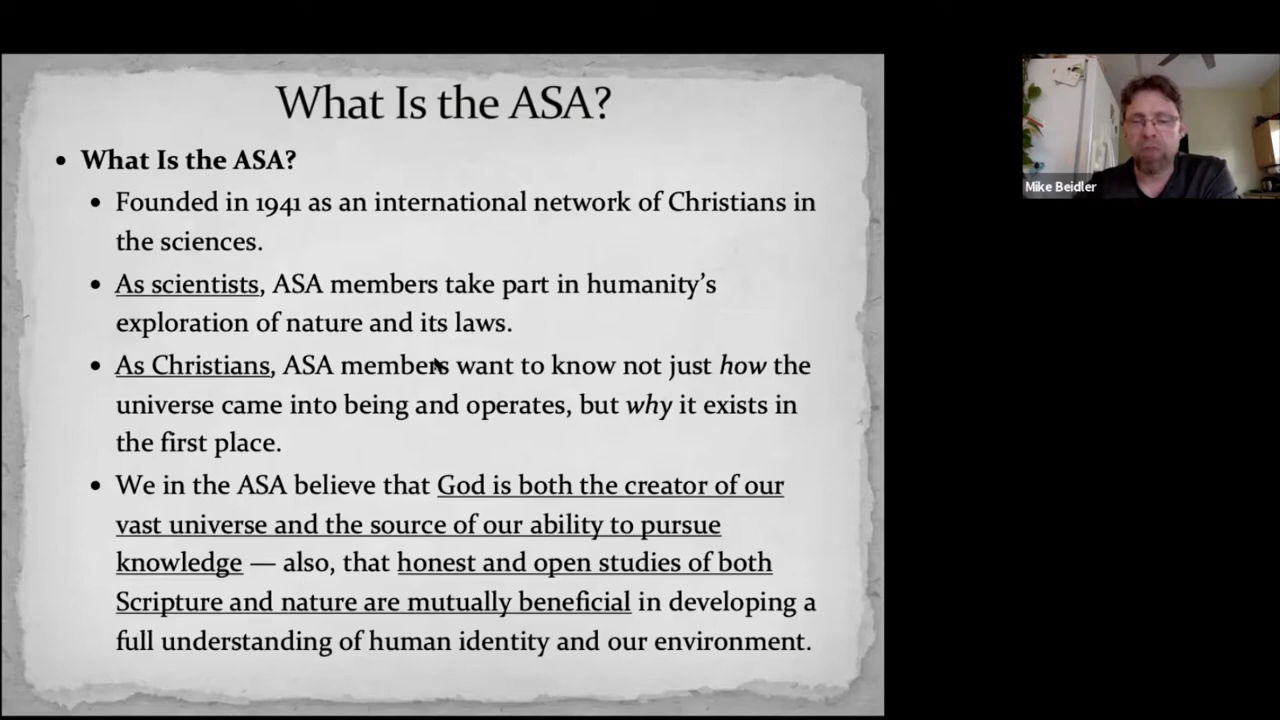 What Is the ASA?
• What Is the ASA?
• Founded in 1941 as an international network of Christians in
the sciences.
• As scientists, ASA members take part in humanity’s
exploration of nature and its laws.
• As Christians, ASA members want to know not just how the
universe came into being and operates, but why it exists in
the first place.
• We in the ASA believe that God is both the creator of our
vast universe and the source of our ability to pursue
knowledge — also, that honest and open studies of both
Scripture and nature are mutually beneficial in developing a
full understanding of human identity and our environment.
Mike Beidler